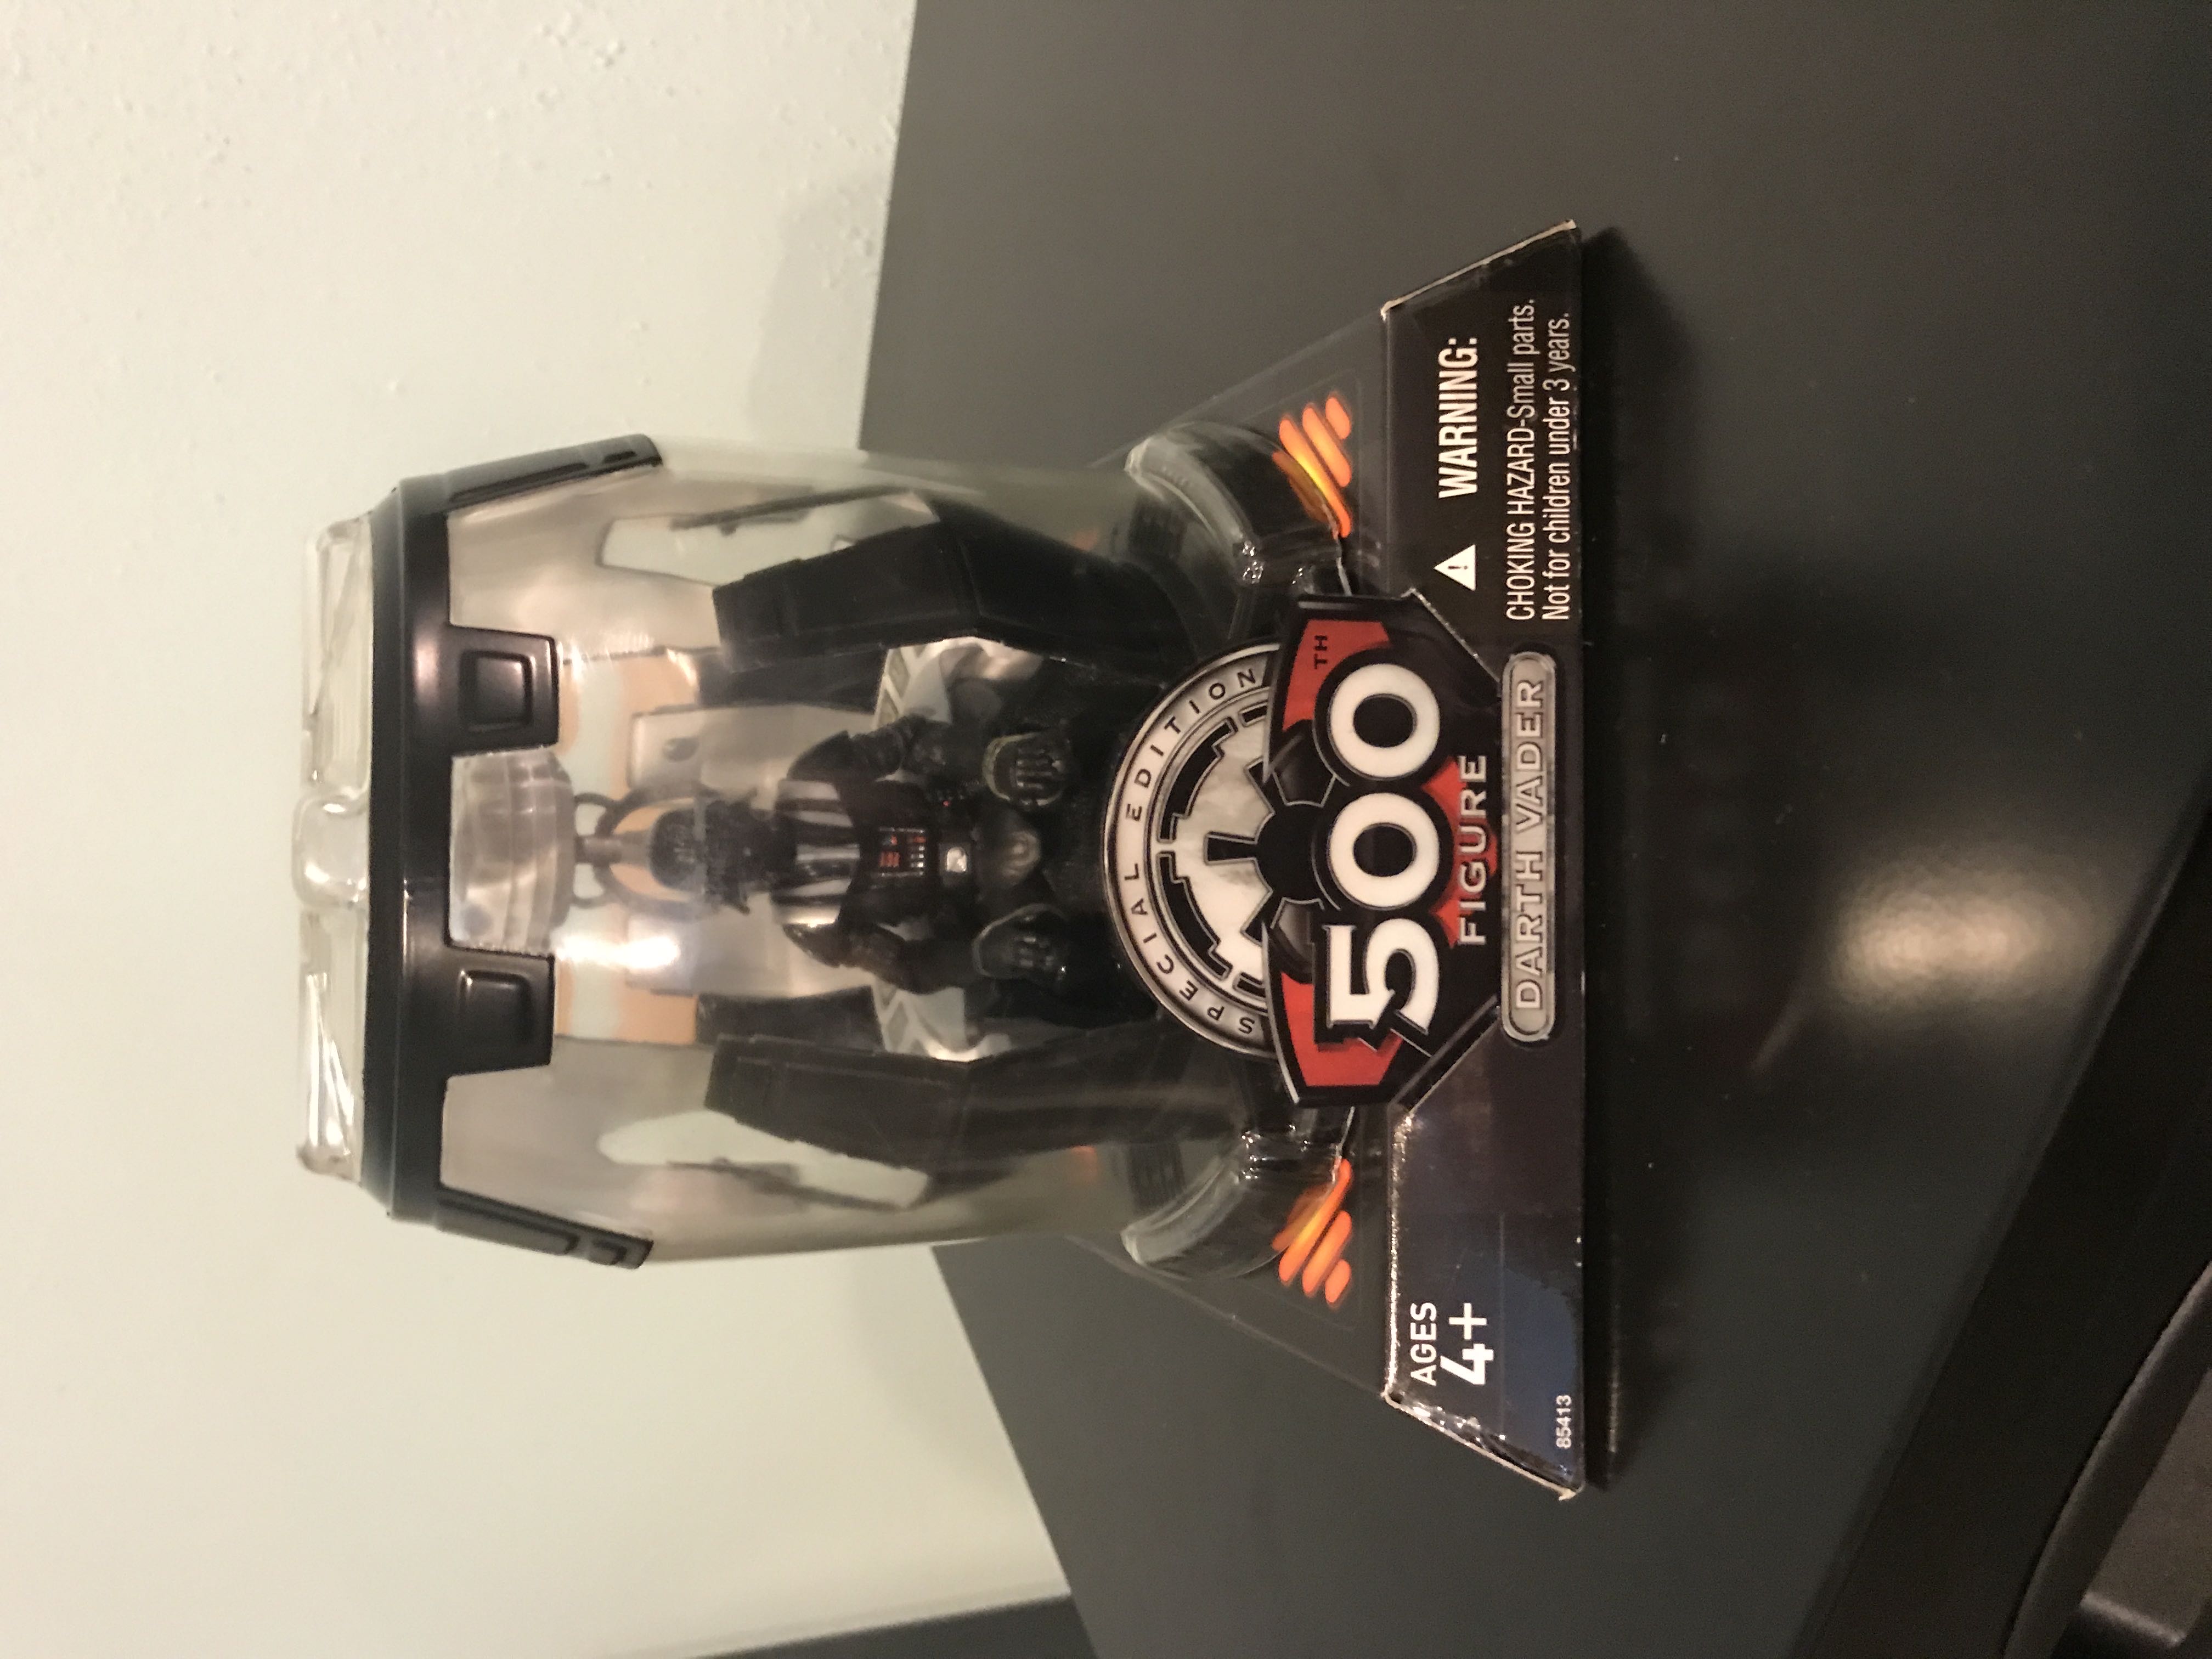 SPECIAL EDITION
500TH
FIGURE
DARTH VADER
AGES
4+
85413
WARNING:
CHOKING HAZARD-Small parts.
Not for children under 3 years.